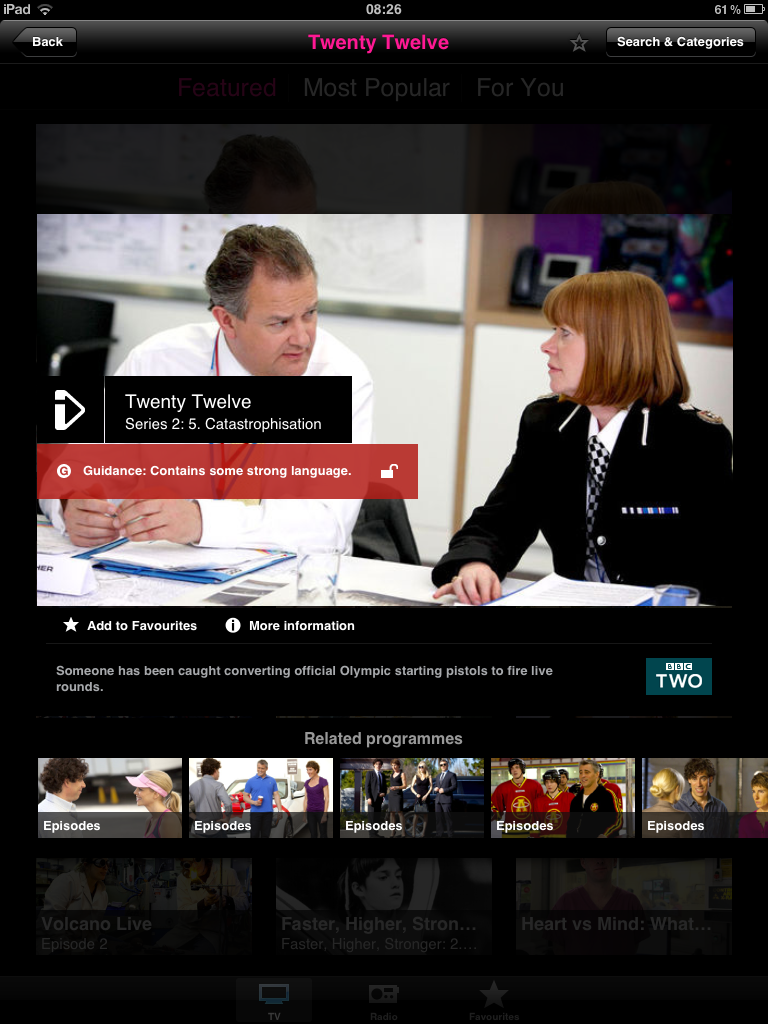 iPad 08:26 61 %
Back Twenty Twelve Search & Categories
Featured Most Popular For You
Twenty Twelve
Series 2: 5. Catastrophisation
G Guidance: Contains some strong language.
HER
Add to Favourites More information
Someone has been caught converting official Olympic starting pistols to fire live
rounds.
BBC
TWO
Related programmes
Episodes Episodes Episodes Episodes Episodes
Volcano Live Faster, Higher, Stron... Heart vs Mind: What...
Episode 2 Faster, Higher, Stronger: 2....
TV Radio Favourites